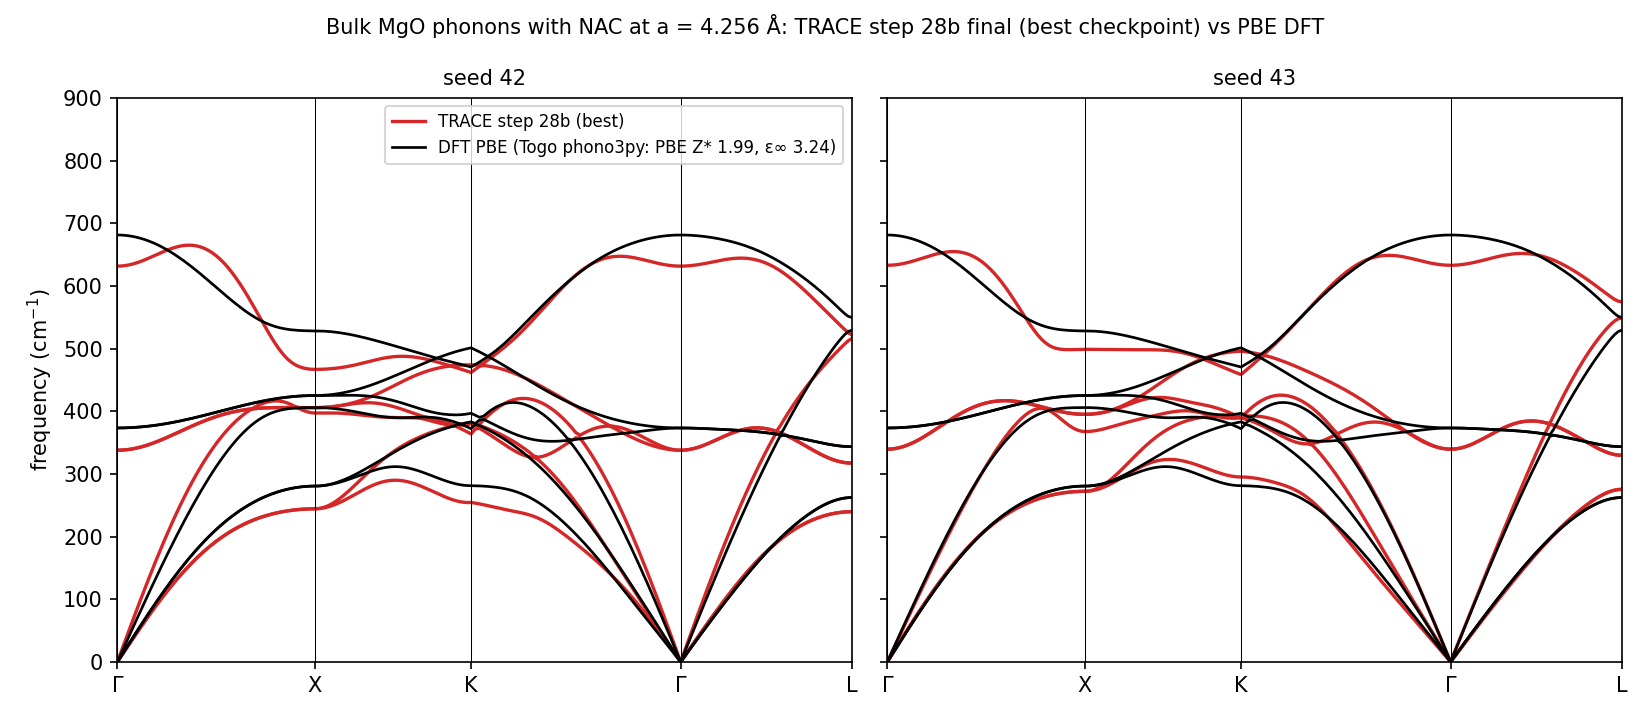 Bulk MgO phonons with NAC at a = 4.256 Å: TRACE step 28b final (best checkpoint) vs PBE DFT
seed 42
seed 43
TRACE step 28b (best)
DFT PBE (Togo phono3py: PBE Z* 1.99, ε∞ 3.24)
frequency (cm⁻¹)
900
800
700
600
500
400
300
200
100
0
Γ X K Γ L
Γ X K Γ L